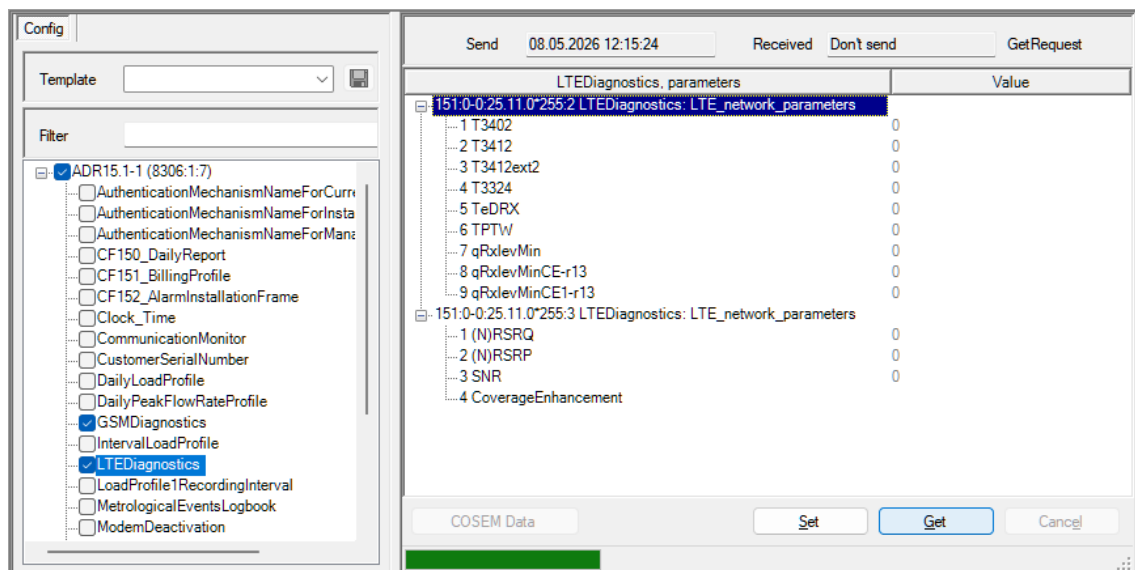 Config
Template
Filter
ADR15.1-1 (8306:1:7)
AuthenticationMechanismNameForCurre
AuthenticationMechanismNameForInsta
AuthenticationMechanismNameForMana
CF150_DailyReport
CF151_BillingProfile
CF152_AlarmInstallationFrame
Clock_Time
CommunicationMonitor
CustomerSerialNumber
DailyLoadProfile
DailyPeakFlowRateProfile
GSMDiagnostics
IntervalLoadProfile
LTEDiagnostics
LoadProfile1RecordingInterval
MetrologicalEventsLogbook
ModemDeactivation
Send 08.05.2026 12:15:24 Received Don't send GetRequest
LTEDiagnostics, parameters Value
151:0-0:25.11.0*255:2 LTEDiagnostics: LTE_network_parameters
1 T3402 0
2 T3412 0
3 T3412ext2 0
4 T3324 0
5 TeDRX 0
6 TPTW 0
7 qRxlevMin 0
8 qRxlevMinCE-r13 0
9 qRxlevMinCE1-r13 0
151:0-0:25.11.0*255:3 LTEDiagnostics: LTE_network_parameters
1 (N)RSRQ 0
2 (N)RSRP 0
3 SNR 0
4 CoverageEnhancement
COSEM Data Set Get Cancel